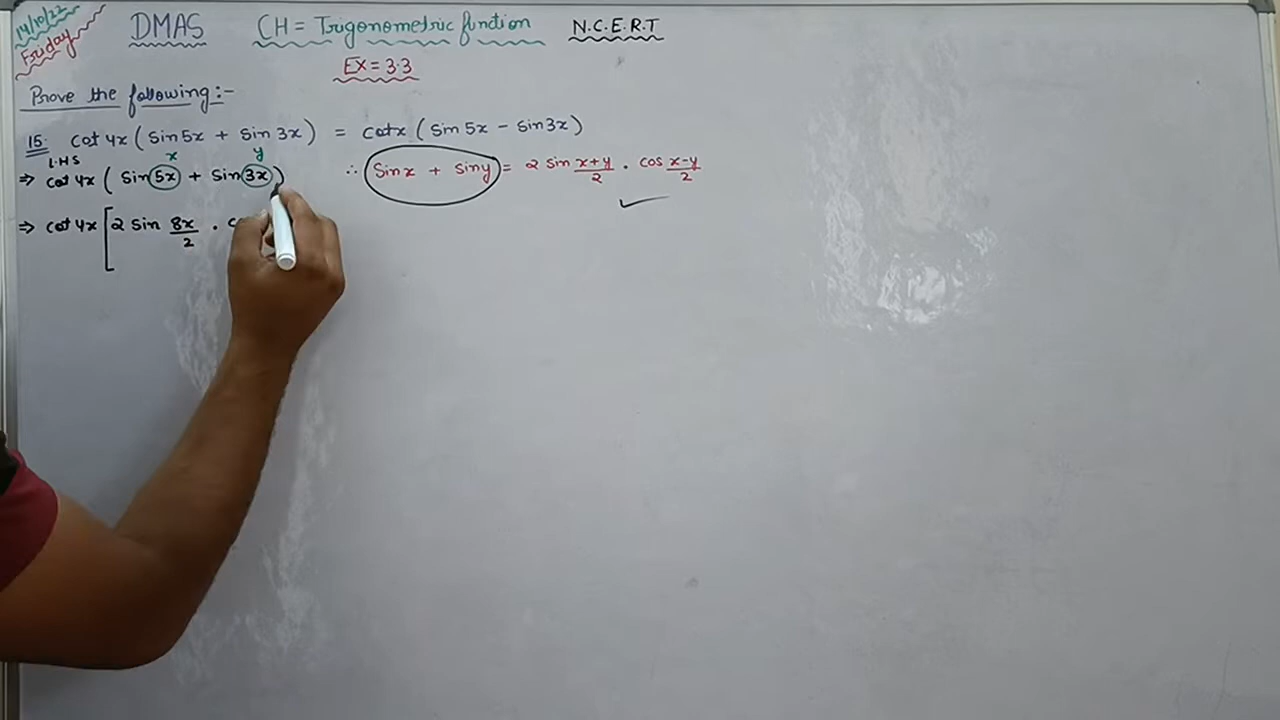 14/10/22
Friday
DMAS CH = Trigonometric function N.C.E.R.T
EX = 3.3
Prove the following:-
15. cot 4x ( Sin 5x + Sin 3x ) = cotx ( Sin 5x - Sin 3x )
L.H.S x y
⇒ cot 4x ( Sin 5x + Sin 3x ) ∴ Sin x + Sin y = 2 Sin x+y/2 . cos x-y/2
⇒ cot 4x [ 2 Sin 8x/2 .